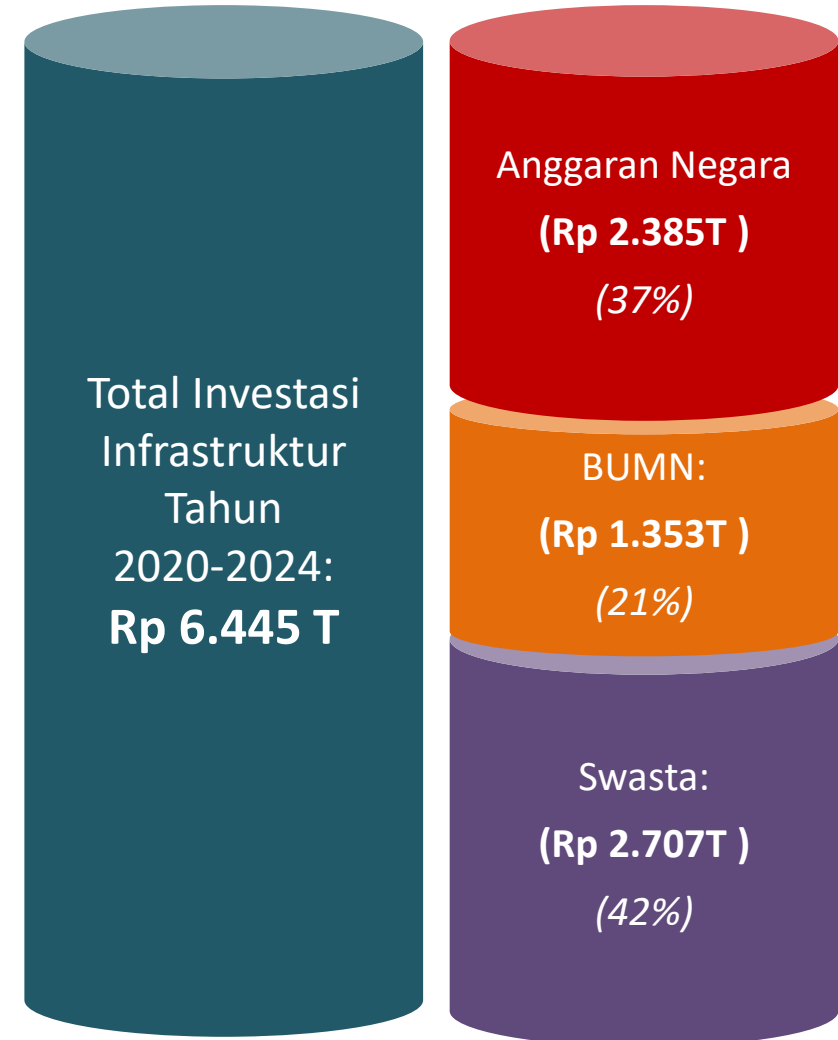 Total Investasi
Infrastruktur
Tahun
2020-2024:
Rp 6.445 T
Anggaran Negara
(Rp 2.385T )
(37%)
BUMN:
(Rp 1.353T )
(21%)
Swasta:
(Rp 2.707T )
(42%)